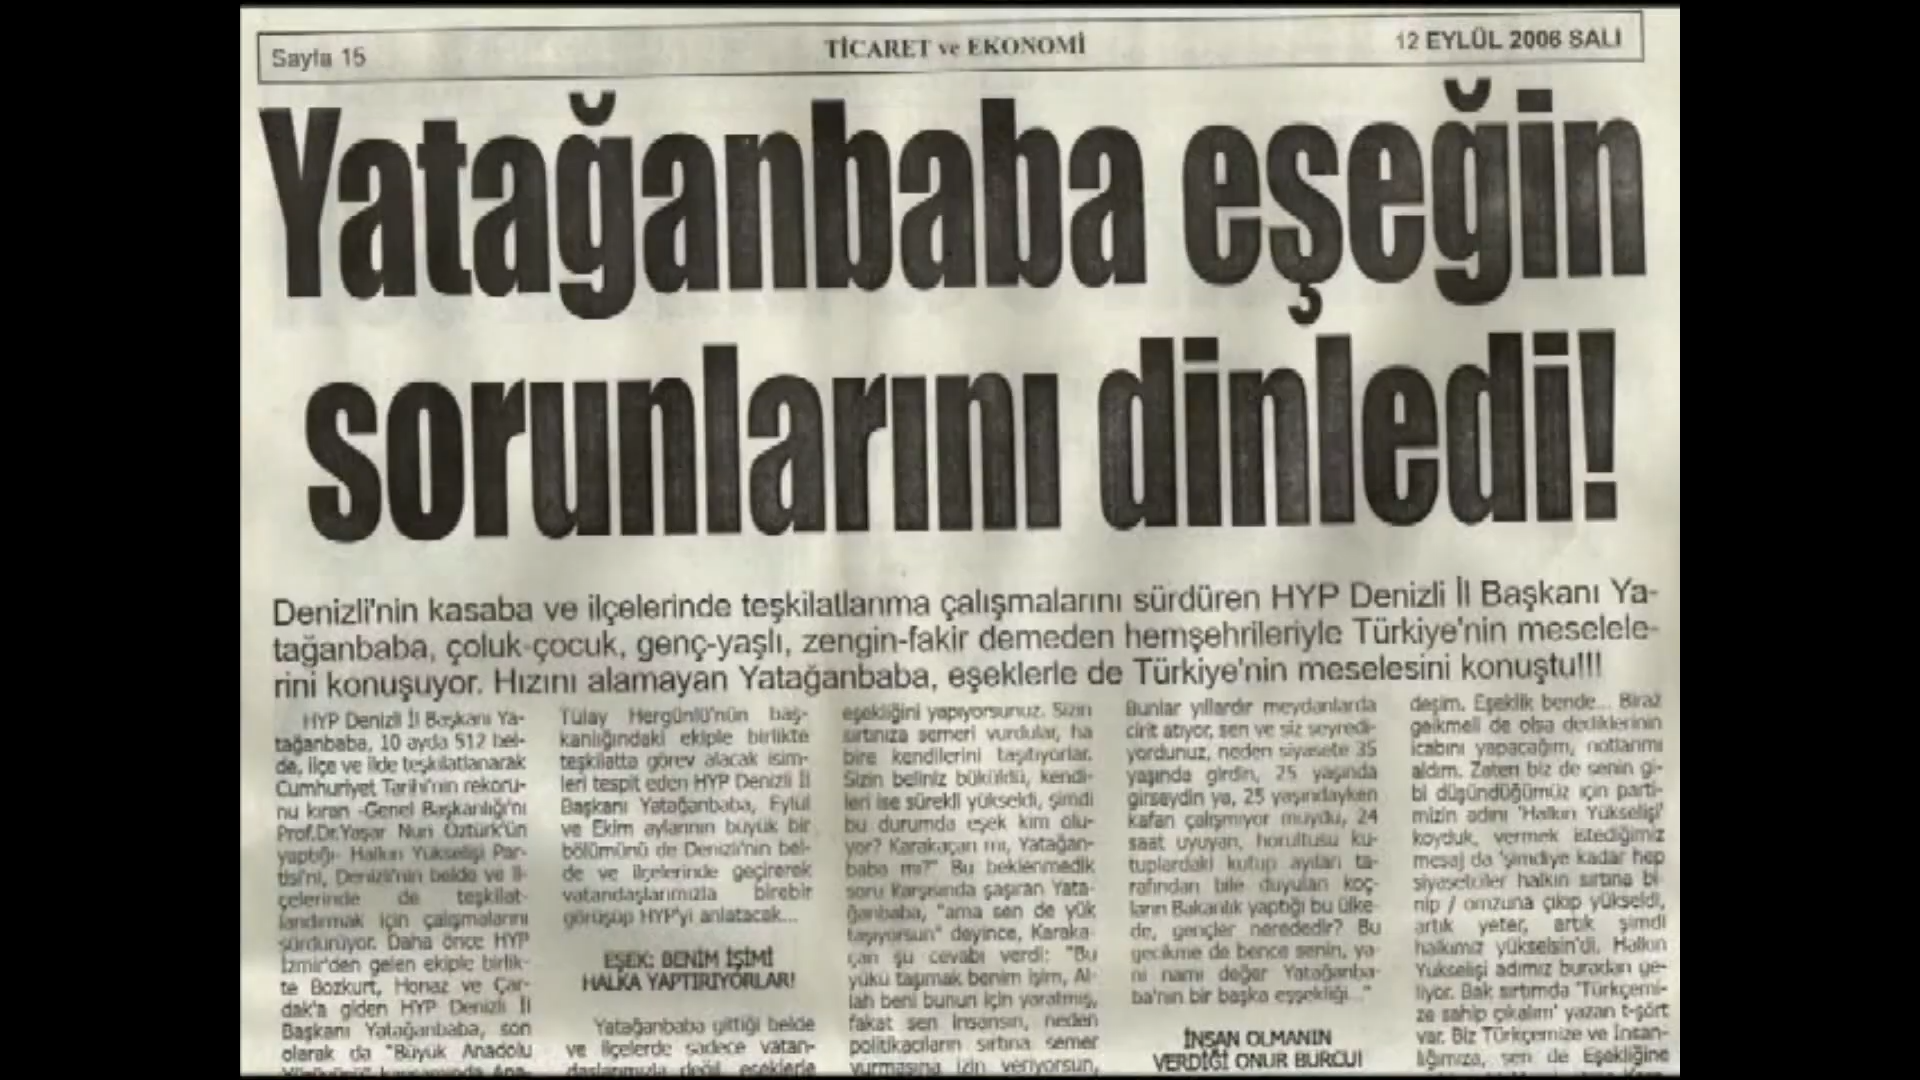 Sayfa 15
TİCARET ve EKONOMİ
12 EYLÜL 2006 SALI
Yatağanbaba eşeğin
sorunlarını dinledi!
Denizli'nin kasaba ve ilçelerinde teşkilatlanma çalışmalarını sürdüren HYP Denizli İl Başkanı Ya-
tağanbaba, çoluk-çocuk, genç-yaşlı, zengin-fakir demeden hemşehrileriyle Türkiye'nin meselele-
rini konuşuyor. Hızını alamayan Yatağanbaba, eşeklerle de Türkiye'nin meselesini konuştu!!!
HYP Denizli İl Başkanı Ya-
tağanbaba, 10 ayda 512 bel-
de, ilçe ve ilde teşkilatlanarak
Cumhuriyet Tarihi'nin rekoru-
nu kıran -Genel Başkanlığı'nı
Prof.Dr.Yaşar Nuri Öztürk'ün
yaptığı- Halkın Yükselişi Par-
tisi'ni, Denizli'nin belde ve il-
çelerinde de teşkilat-
landırmak için çalışmalarını
sürdürüyor. Daha önce HYP
İzmir'den gelen ekiple birlik-
te Bozkurt, Honaz ve Çar-
dak'a giden HYP Denizli İl
Başkanı Yatağanbaba, son
olarak da "Büyük Anadolu
Tülay Hergünlü'nün baş-
kanlığındaki ekiple birlikte
teşkilatta görev alacak isim-
leri tespit eden HYP Denizli İl
Başkanı Yatağanbaba, Eylül
ve Ekim aylarının büyük bir
bölümünü de Denizli'nin bel-
de ve ilçelerinde geçirerek
vatandaşlarımızla birebir
görüşüp HYP'yi anlatacak...
EŞEK: BENİM İŞİMİ
HALKA YAPTIRIYORLAR!
Yatağanbaba gittiği belde
ve ilçelerde sadece vatan-
daşlarımızla değil, eşeklerle
eşekliğini yapıyorsunuz. Sizin
sırtınıza semeri vurdular, ha
bire kendilerini taşıtıyorlar.
Sizin beliniz büküldü, kendi-
leri ise sürekli yükseldi, şimdi
bu durumda eşek kim olu-
yor? Karakaçan mı, Yatağan-
baba mı?" Bu beklenmedik
soru karşısında şaşıran Yata-
ğanbaba, "ama sen de yük
taşıyorsun" deyince, Karaka-
çan şu cevabı verdi: "Bu
yükü taşımak benim işim, Al-
lah beni bunun için yaratmış,
fakat sen insansın, neden
politikacıların sırtına semer
vurmasına izin veriyorsun,
Bunlar yıllardır meydanlarda
cirit atıyor, sen ve siz seyredi-
yordunuz, neden siyasete 35
yaşında girdin, 25 yaşında
girseydin ya, 25 yaşındayken
kafan çalışmıyor muydu, 24
saat uyuyan, horultusu ku-
tuplardaki kutup ayıları ta-
rafından bile duyulan koç-
ların Bakanlık yaptığı bu ülke-
de, gençler nerededir? Bu
gecikme de bence senin, ya-
ni namı değer Yatağanba-
ba'nın bir başka eşşekliği..."
İNSAN OLMANIN
VERDİĞİ ONUR BURCU!
deşim. Eşeklik bende... Biraz
geikmeli de olsa dediklerinin
icabını yapacağım, notlarımı
aldım. Zaten biz de senin gi-
bi düşündüğümüz için parti-
mizin adını 'Halkın Yükselişi'
koyduk, vermek istediğimiz
mesaj da 'şimdiye kadar hep
siyasetciler halkın sırtına bi-
nip / omzuna çıkıp yükseldi,
artık yeter, artık şimdi
halkımız yükselsin'di. Halkın
Yükselişi adımız buradan ge-
liyor. Bak sırtımda 'Türkçemi-
ze sahip çıkalım' yazan t-şört
var. Biz Türkçemize ve İnsan-
lığımıza, sen de Eşekliğine